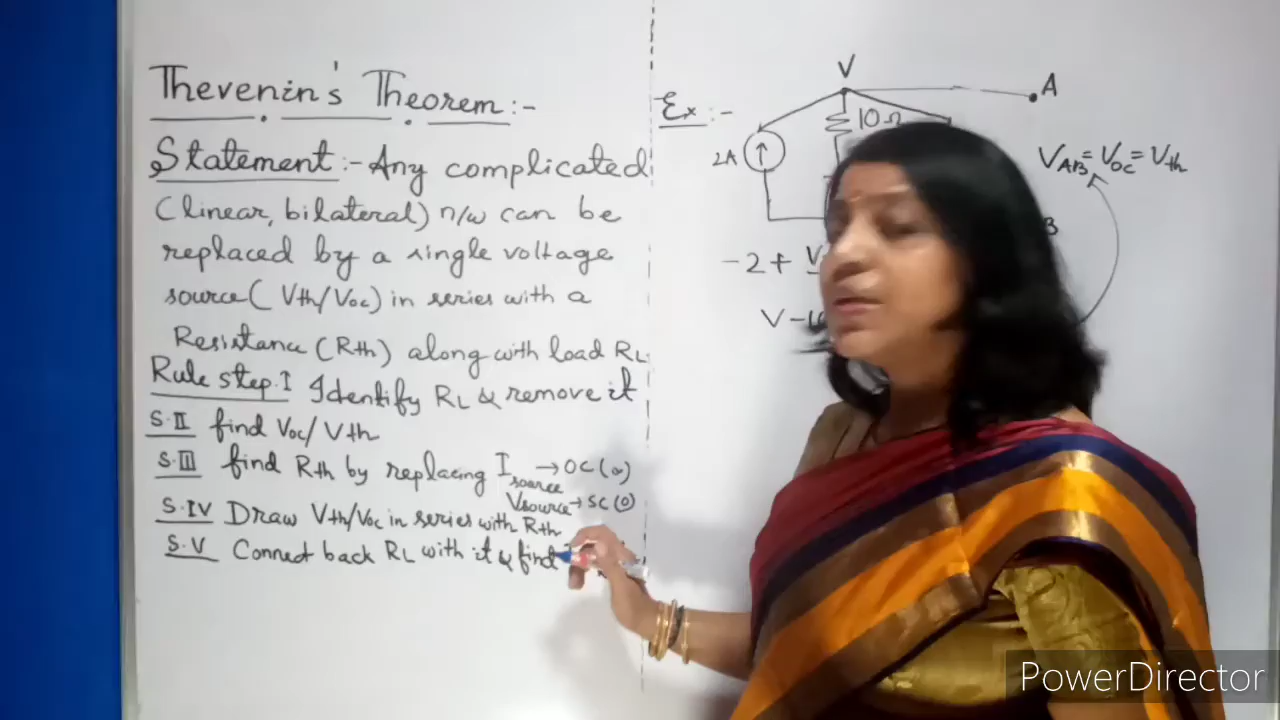 Thevenin's Theorem:-
Statement:- Any complicated
(linear, bilateral) n/w can be
replaced by a single voltage
source( Vth/Voc) in series with a
Resistance (Rth) along with load RL.
Rule step.I Identify RL & remove it
S.II find Voc/Vth
S.III find Rth by replacing Isource → OC (∞)
Vsource → SC (0)
S.IV Draw Vth/Voc in series with Rth
S.V Connect back RL with it & find
Ex:-
V
A
10Ω
2A
VAB = Voc = Vth
B
-2 + V
V -
PowerDirector